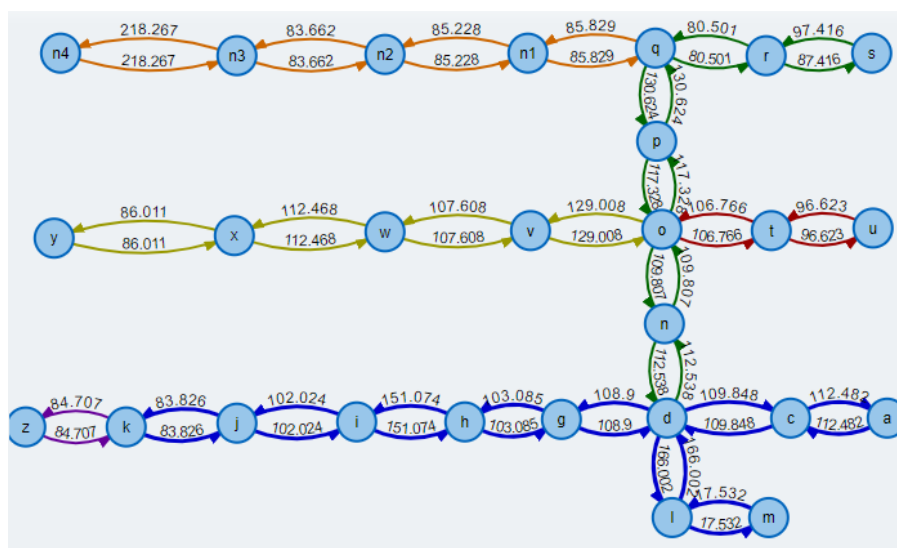 218.267 83.662 85.228 85.829 80.501 97.416
n4 n3 n2 n1 q r s
218.267 83.662 85.228 85.829 80.501 87.416
130.624 130.624
p
117.328 117.328
86.011 112.468 107.608 129.008 106.766 96.623
y x w v o t u
86.011 112.468 107.608 129.008 106.766 96.623
109.807 109.807
n
112.538 112.538
84.707 83.826 102.024 151.074 103.085 108.9 109.848 112.482
z k j i h g d c a
84.707 83.826 102.024 151.074 103.085 108.9 109.848 112.482
166.002 166.002
17.532
l m
17.532